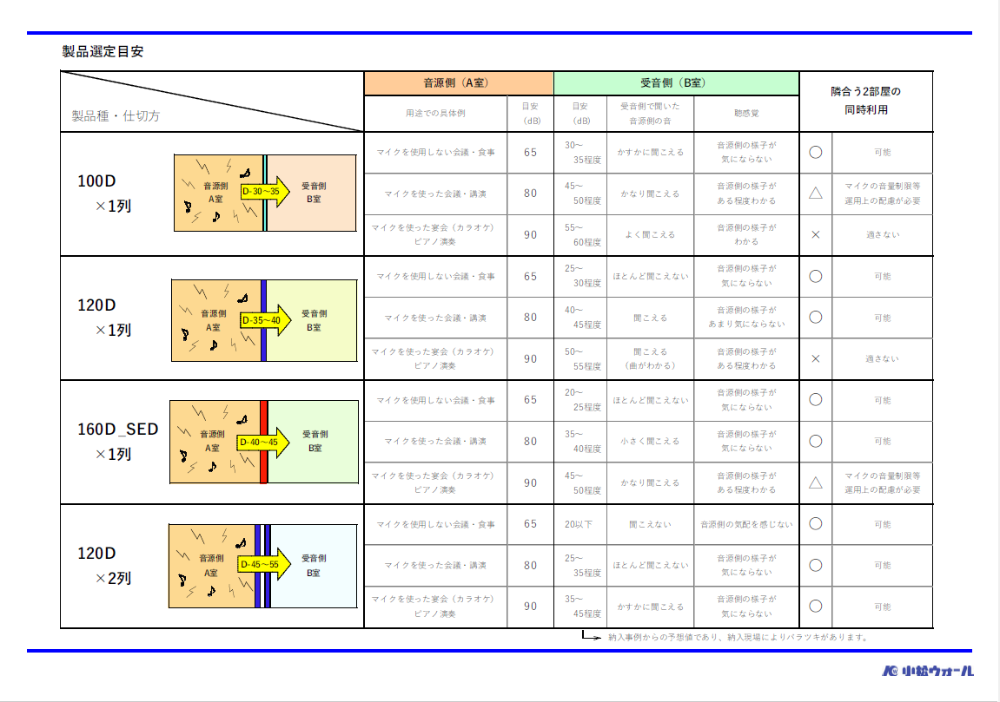 製品選定目安
製品種・仕切方
音源側（A室）
受音側（B室）
隣合う2部屋の
同時利用
用途での具体例
目安
（dB)
目安
（dB)
受音側で聞いた
音源側の音
聴感覚
100D
×1列
音源側
A室
D-30～35
受音側
B室
マイクを使用しない会議・食事
65
30～
35程度
かすかに聞こえる
音源側の様子が
気にならない
○
可能
マイクを使った会議・講演
80
45～
50程度
かなり聞こえる
音源側の様子が
ある程度わかる
△
マイクの音量制限等
運用上の配慮が必要
マイクを使った宴会（カラオケ）
ピアノ演奏
90
55～
60程度
よく聞こえる
音源側の様子が
わかる
×
適さない
120D
×1列
音源側
A室
D-35～40
受音側
B室
マイクを使用しない会議・食事
65
25～
30程度
ほとんど聞こえない
音源側の様子が
気にならない
○
可能
マイクを使った会議・講演
80
40～
45程度
聞こえる
音源側の様子が
あまり気にならない
○
可能
マイクを使った宴会（カラオケ）
ピアノ演奏
90
50～
55程度
聞こえる
（曲がわかる）
音源側の様子が
ある程度わかる
×
適さない
160D_SED
×1列
音源側
A室
D-40～45
受音側
B室
マイクを使用しない会議・食事
65
20～
25程度
ほとんど聞こえない
音源側の様子が
気にならない
○
可能
マイクを使った会議・講演
80
35～
40程度
小さく聞こえる
音源側の様子が
気にならない
○
可能
マイクを使った宴会（カラオケ）
ピアノ演奏
90
45～
50程度
かなり聞こえる
音源側の様子が
ある程度わかる
△
マイクの音量制限等
運用上の配慮が必要
120D
×2列
音源側
A室
D-45～55
受音側
B室
マイクを使用しない会議・食事
65
20以下
聞こえない
音源側の気配を感じない
○
可能
マイクを使った会議・講演
80
25～
35程度
ほとんど聞こえない
音源側の様子が
気にならない
○
可能
マイクを使った宴会（カラオケ）
ピアノ演奏
90
35～
45程度
かすかに聞こえる
音源側の様子が
気にならない
○
可能
納入事例からの予想値であり、納入現場によりバラツキがあります。
小松ウオール